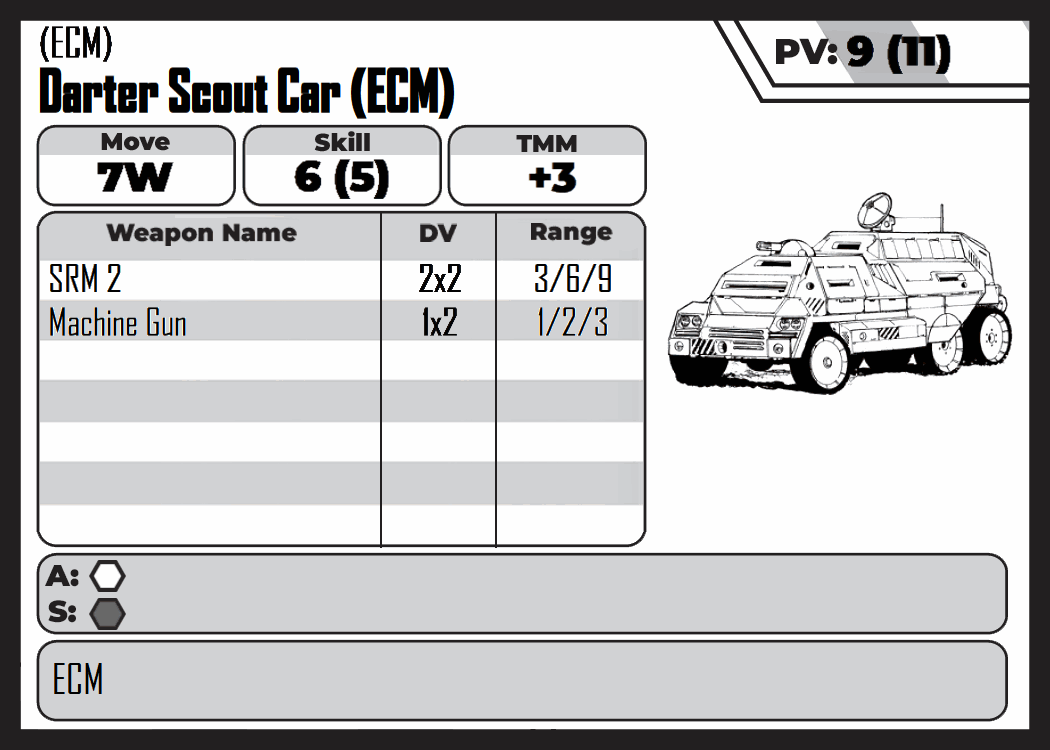 (ECM)
Darter Scout Car (ECM)
PV: 9 (11)
Move Skill TMM
7W 6 (5) +3
Weapon Name DV Range
SRM 2 2x2 3/6/9
Machine Gun 1x2 1/2/3
A:
S:
ECM